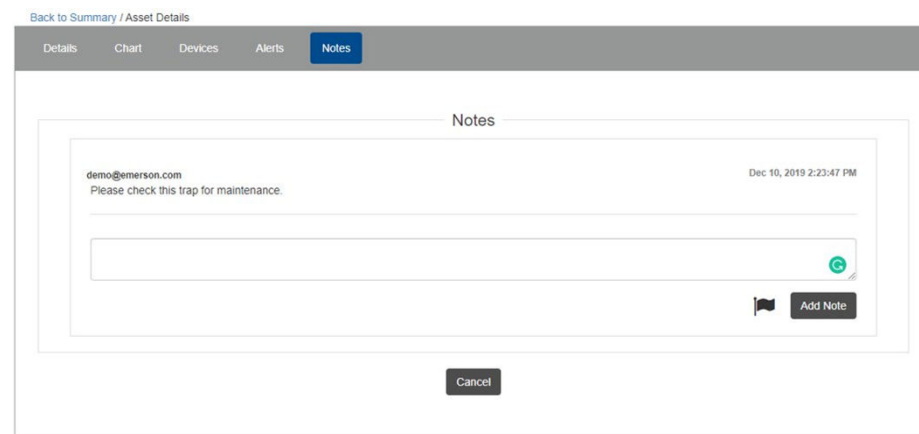 Back to Summary / Asset Details
Details Chart Devices Alerts Notes
Notes
demo@emerson.com Dec 10, 2019 2:23:47 PM
Please check this trap for maintenance.
Add Note
Cancel